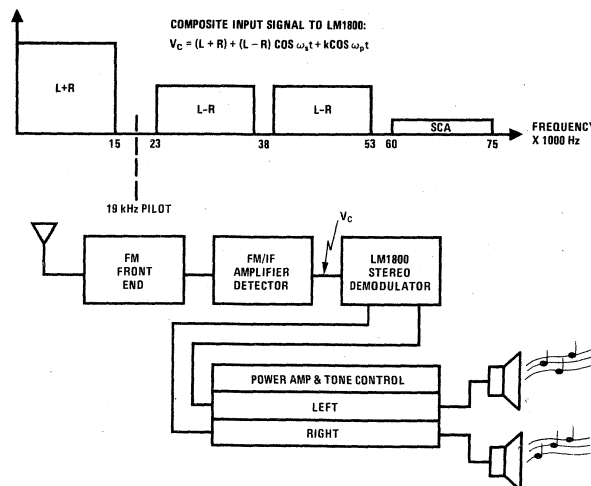 COMPOSITE INPUT SIGNAL TO LM1800:
V_C = (L + R) + (L – R) COS ω_s t + kCOS ω_p t
L+R
L–R
L–R
SCA
FREQUENCY
X 1000 Hz
15
23
38
53
60
75
19 kHz PILOT
V_C
FM
FRONT
END
FM/IF
AMPLIFIER
DETECTOR
LM1800
STEREO
DEMODULATOR
POWER AMP & TONE CONTROL
LEFT
RIGHT